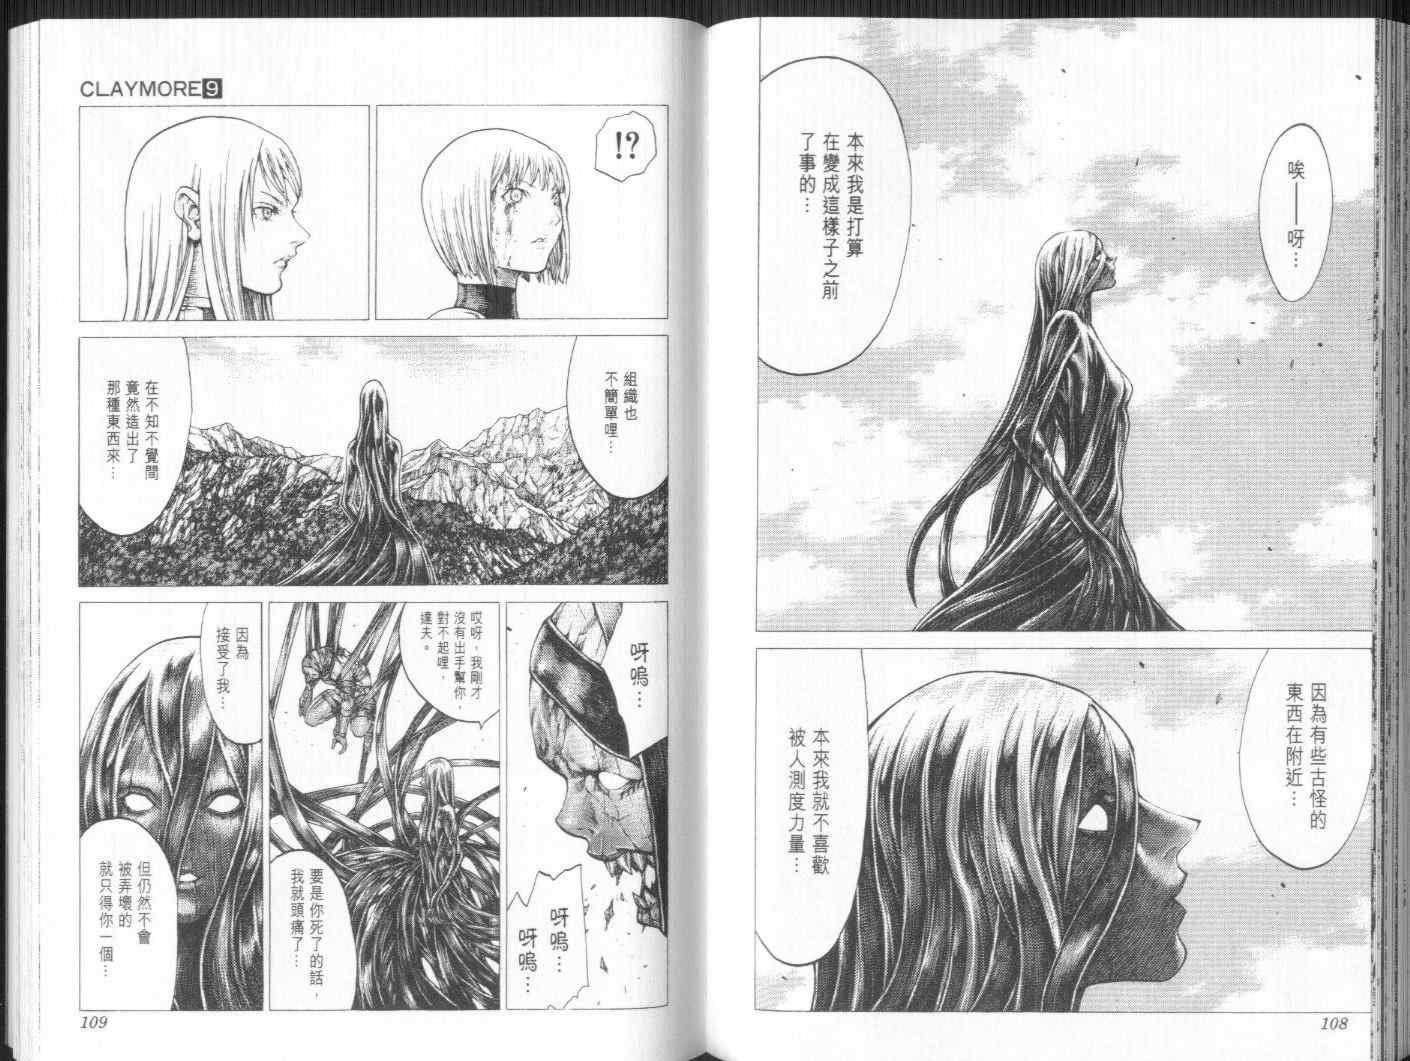 唉——呀…
本來我是打算
在變成這樣子之前
了事的…
因為有些古怪的
東西在附近…
本來我就不喜歡
被人測度力量…
108
CLAYMORE9
!?
組織也
不簡單哩…
在不知不覺間
竟然造出了
那種東西來…
呀嗚…
呀嗚…
呀嗚…
哎呀，我剛才
沒有出手幫你，
對不起哩，
達夫。
要是你死了的話，
我就頭痛了…
因為
接受了我…
但仍然不會
被弄壞的
就只得你一個…
109